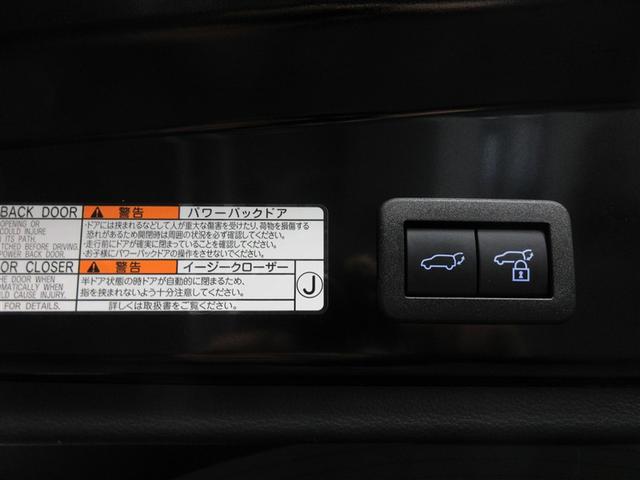 BACK DOOR 警告 パワーバックドア
OPENING OR
COULD INJURE
N ITS PATH.
TCHED BEFORE DRIVING.
POWER BACK DOOR.
・ドアには挟まれるなどして人が重大な傷害を受けたり、荷物を損傷する
恐れがあるため開閉時は周囲の状況を必ず確認してください。
・走行前にドアが確実に閉まっていることを確認してください。
・お子様にパワーバックドアの操作をさせないでください。
OR CLOSER 警告 イージークローザー
HE DOOR WHEN
OMATICALLY WHEN
LD CAUSE INJURY.
半ドア状態の時ドアが自動的に閉まるため、
指を挟まれないよう十分注意してください。
J
FOR DETAILS. 詳しくは取扱書をご覧ください。